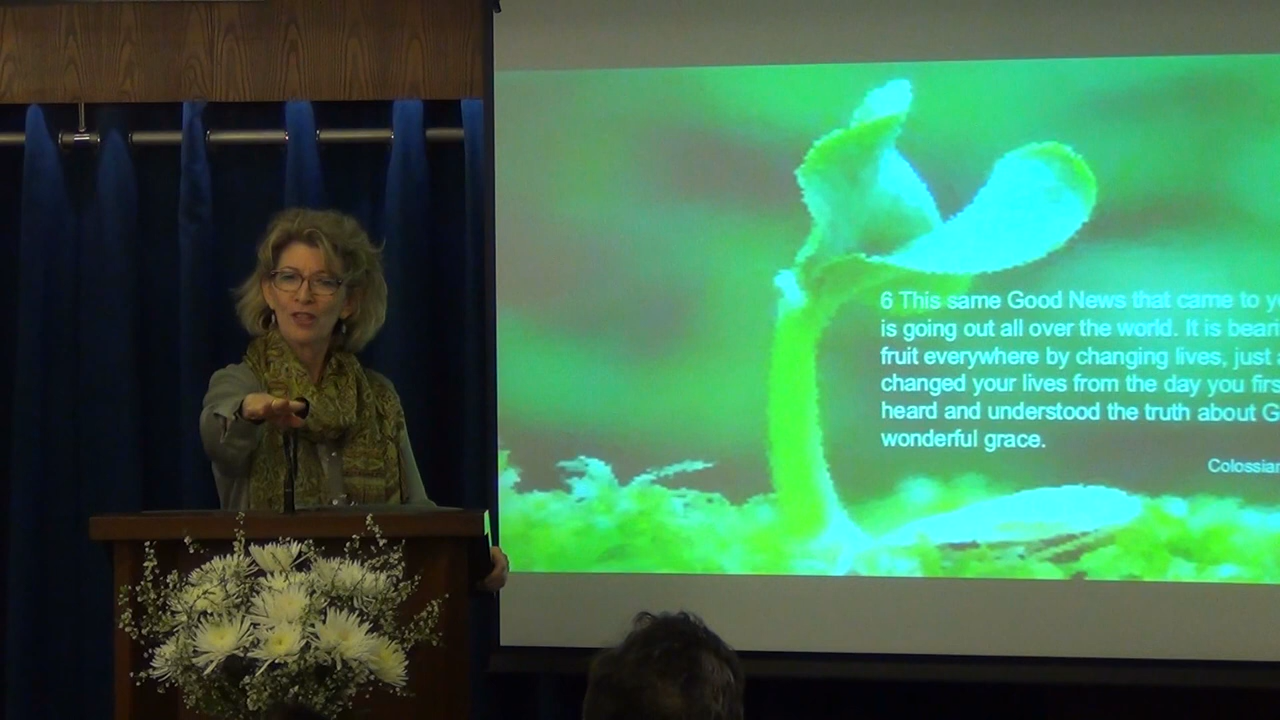 6 This same Good News that came to
is going out all over the world. It is
fruit everywhere by changing lives, just
changed your lives from the day you
heard and understood the truth about
wonderful grace.